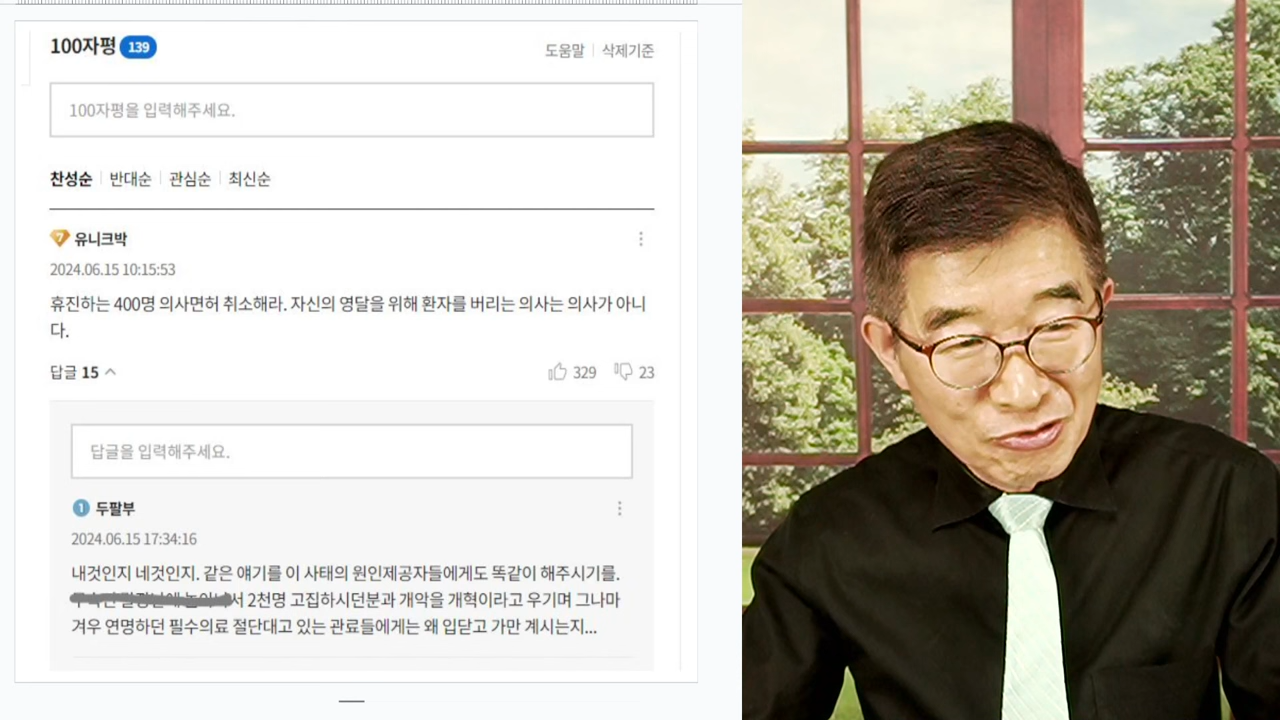 100자평 139
도움말 삭제기준
100자평을 입력해주세요.
찬성순 반대순 관심순 최신순
7 유니크박
2024.06.15 10:15:53
휴진하는 400명 의사면허 취소해라. 자신의 영달을 위해 환자를 버리는 의사는 의사가 아니
다.
답글 15
329 23
답글을 입력해주세요.
1 두팔부
2024.06.15 17:34:16
내것인지 네것인지. 같은 얘기를 이 사태의 원인제공자들에게도 똑같이 해주시기를.
서 2천명 고집하시던분과 개악을 개혁이라고 우기며 그나마
겨우 연명하던 필수의료 절단대고 있는 관료들에게는 왜 입닫고 가만 계시는지...